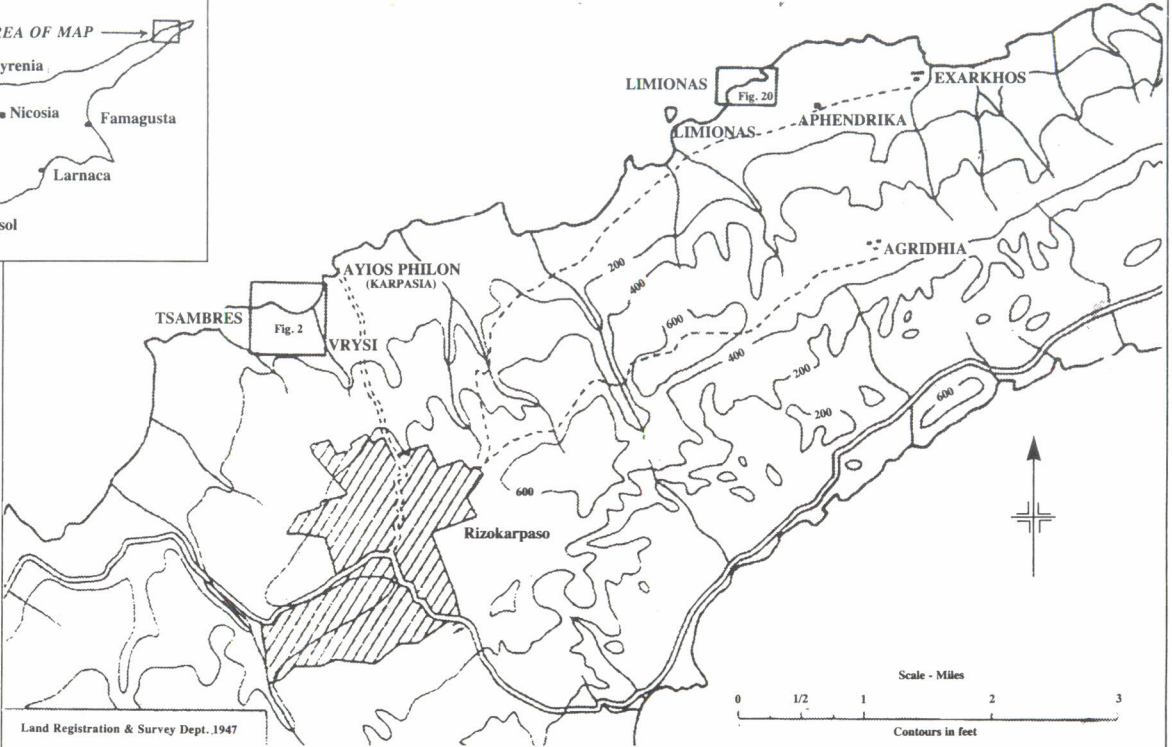 AREA OF MAP
yrenia
Nicosia
Famagusta
Larnaca
sol
LIMIONAS
Fig. 20
EXARKHOS
LIMIONAS
APHENDRIKA
AGRIDHIA
AYIOS PHILON
(KARPASIA)
TSAMBRES
Fig. 2
VRYSI
200
400
600
400
200
200
600
600
Rizokarpaso
Scale - Miles
0 1/2 1 2 3
Contours in feet
Land Registration & Survey Dept. 1947